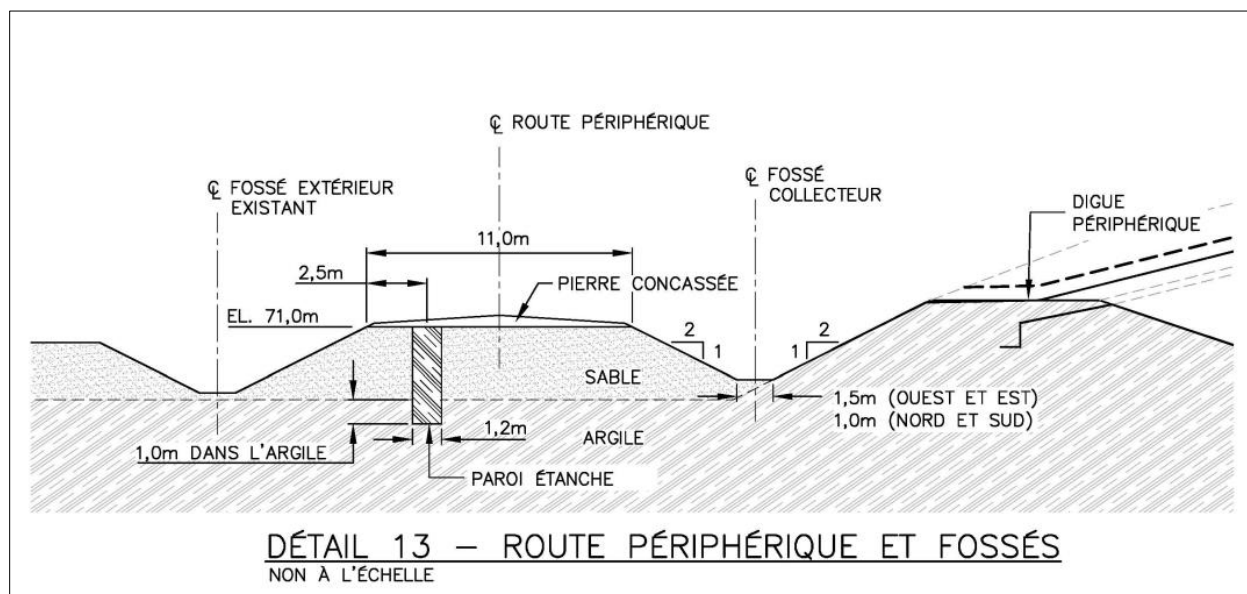 ℄ ROUTE PÉRIPHÉRIQUE
℄ FOSSÉ EXTÉRIEUR
EXISTANT
℄ FOSSÉ
COLLECTEUR
DIGUE
PÉRIPHÉRIQUE
11,0m
2,5m
PIERRE CONCASSÉE
EL. 71,0m
2
1
2
1
SABLE
1,5m (OUEST ET EST)
1,0m (NORD ET SUD)
1,2m
ARGILE
1,0m DANS L'ARGILE
PAROI ÉTANCHE
DÉTAIL 13 – ROUTE PÉRIPHÉRIQUE ET FOSSÉS
NON À L'ÉCHELLE